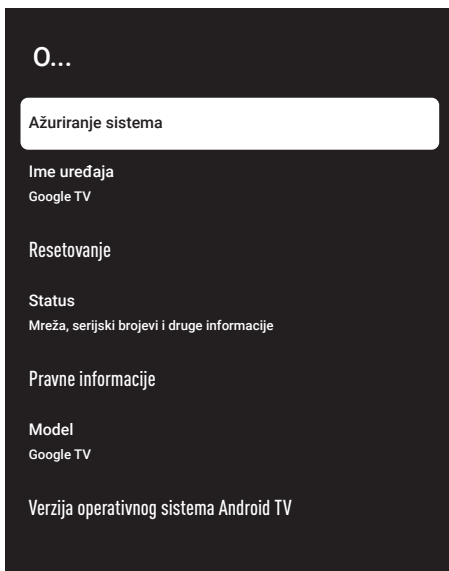 O...
Ažuriranje sistema
Ime uređaja
Google TV
Resetovanje
Status
Mreža, serijski brojevi i druge informacije
Pravne informacije
Model
Google TV
Verzija operativnog sistema Android TV